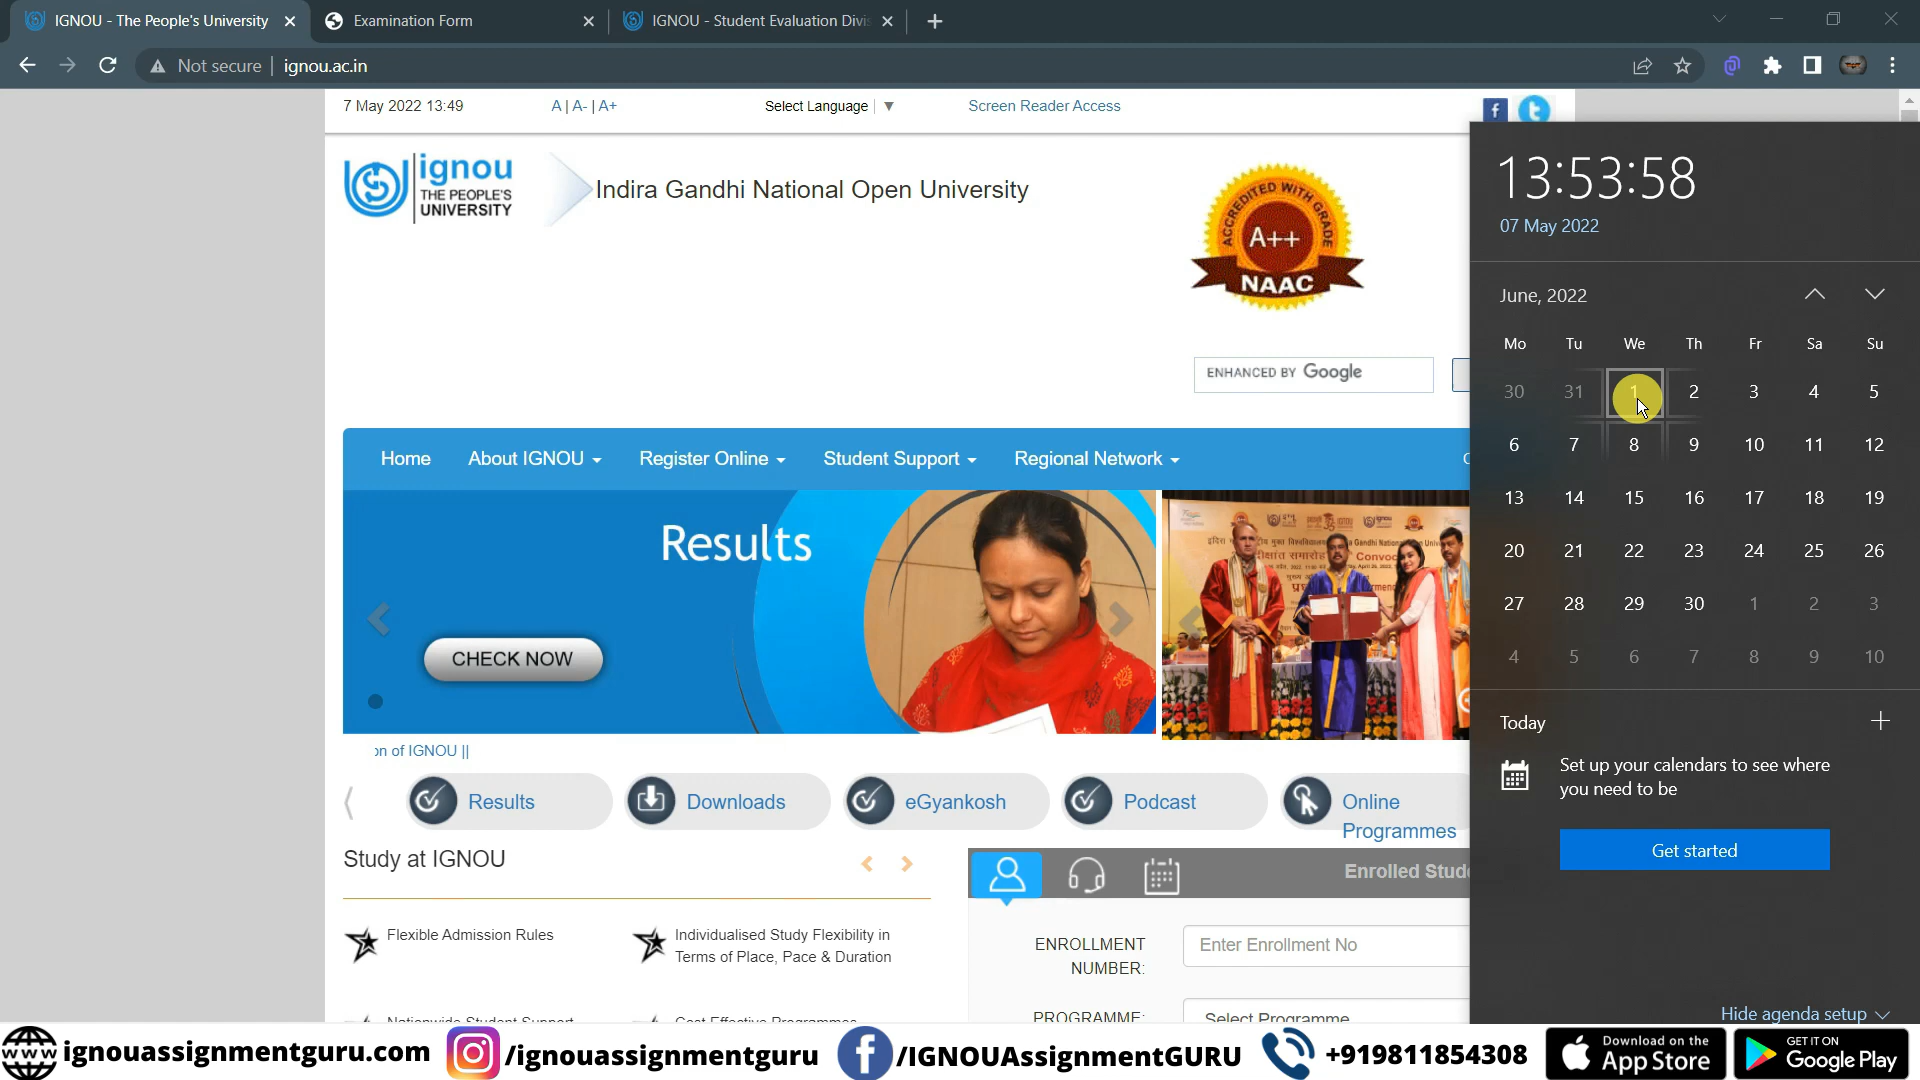 IGNOU - The People's University
Examination Form
IGNOU - Student Evaluation Divis
Not secure
ignou.ac.in
7 May 2022 13:49
A | A- | A+
Select Language
Screen Reader Access
ignou
THE PEOPLE'S
UNIVERSITY
Indira Gandhi National Open University
ACCREDITED WITH GRADE
A++
NAAC
ENHANCED BY Google
Home
About IGNOU
Register Online
Student Support
Regional Network
Results
CHECK NOW
on of IGNOU ||
Results
Downloads
eGyankosh
Podcast
Online
Programmes
Study at IGNOU
Flexible Admission Rules
Individualised Study Flexibility in
Terms of Place, Pace & Duration
Enrolled Stude
ENROLLMENT
NUMBER:
Enter Enrollment No
PROGRAMME:
Select Programme
13:53:58
07 May 2022
June, 2022
Mo Tu We Th Fr Sa Su
30 31 1 2 3 4 5
6 7 8 9 10 11 12
13 14 15 16 17 18 19
20 21 22 23 24 25 26
27 28 29 30 1 2 3
4 5 6 7 8 9 10
Today
Set up your calendars to see where
you need to be
Get started
Hide agenda setup
ignouassignmentguru.com
/ignouassignmentguru
/IGNOUAssignmentGURU
+919811854308
Download on the
App Store
GET IT ON
Google Play